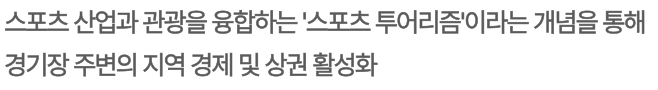 스포츠 산업과 관광을 융합하는 '스포츠 투어리즘'이라는 개념을 통해
경기장 주변의 지역 경제 및 상권 활성화